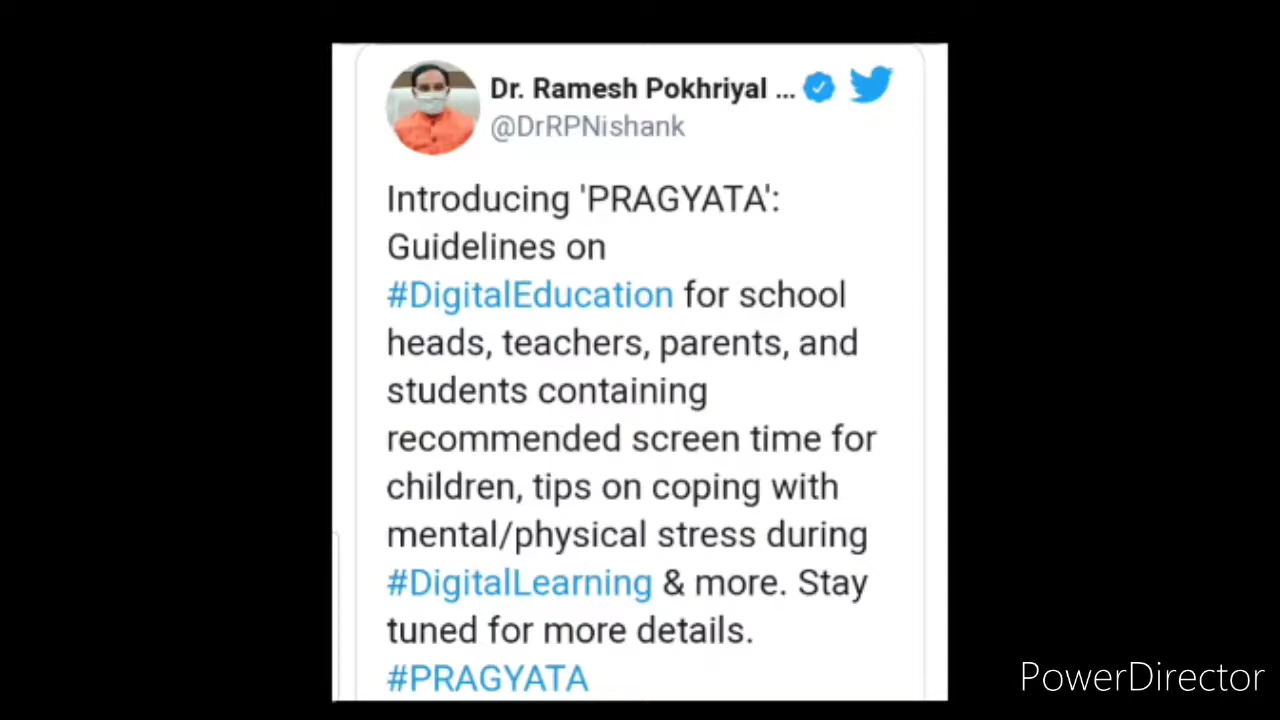 Dr. Ramesh Pokhriyal ...
@DrRPNishank
Introducing 'PRAGYATA':
Guidelines on
#DigitalEducation for school
heads, teachers, parents, and
students containing
recommended screen time for
children, tips on coping with
mental/physical stress during
#DigitalLearning & more. Stay
tuned for more details.
#PRAGYATA
PowerDirector